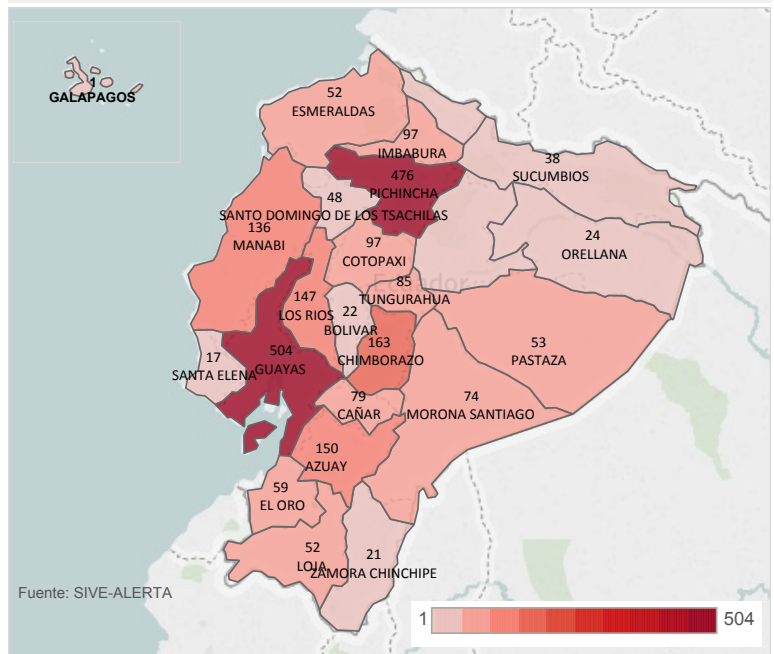 1
GALAPAGOS
52
ESMERALDAS
97
IMBABURA
38
SUCUMBIOS
476
PICHINCHA
48
SANTO DOMINGO DE LOS TSACHILAS
136
MANABI
24
ORELLANA
97
COTOPAXI
Ecuador
85
TUNGURAHUA
147
LOS RIOS
22
BOLIVAR
163
CHIMBORAZO
53
PASTAZA
17
SANTA ELENA
504
GUAYAS
79
CAÑAR
74
MORONA SANTIAGO
150
AZUAY
59
EL ORO
52
LOJA
21
ZAMORA CHINCHIPE
Fuente: SIVE-ALERTA
1 504